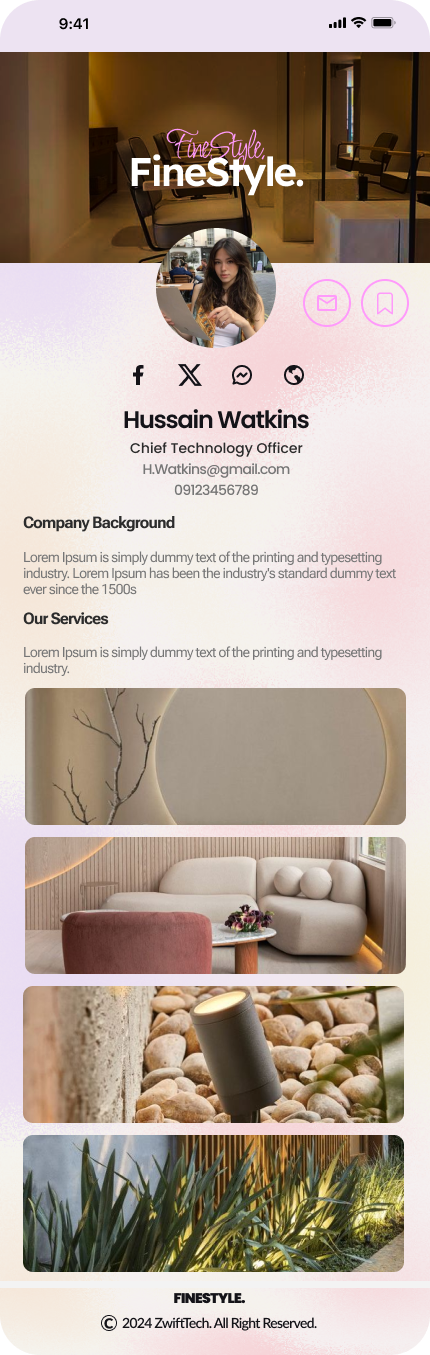 9:41
FineStyle.
FineStyle.
Hussain Watkins
Chief Technology Officer
H.Watkins@gmail.com
09123456789
Company Background
Lorem Ipsum is simply dummy text of the printing and typesetting
industry. Lorem Ipsum has been the industry's standard dummy text
ever since the 1500s
Our Services
Lorem Ipsum is simply dummy text of the printing and typesetting
industry.
FINESTYLE.
© 2024 ZwiftTech. All Right Reserved.